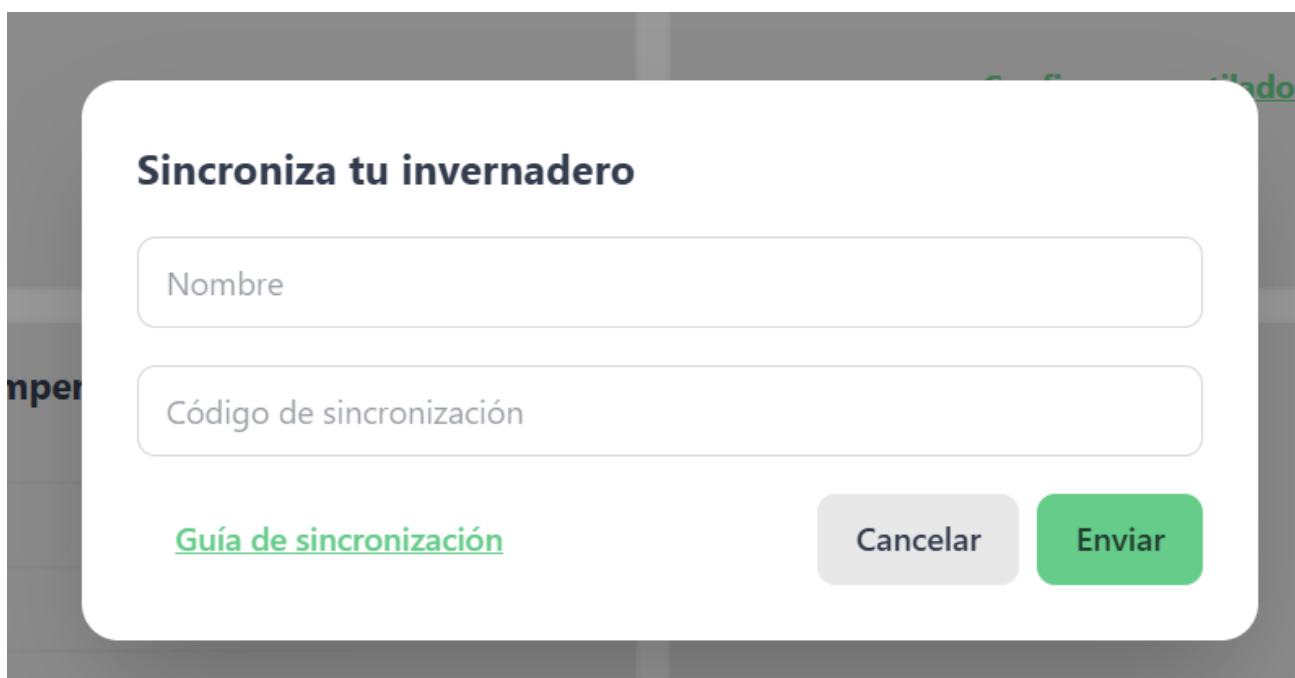 Sincroniza tu invernadero
Nombre
Código de sincronización
Guía de sincronización
Cancelar
Enviar